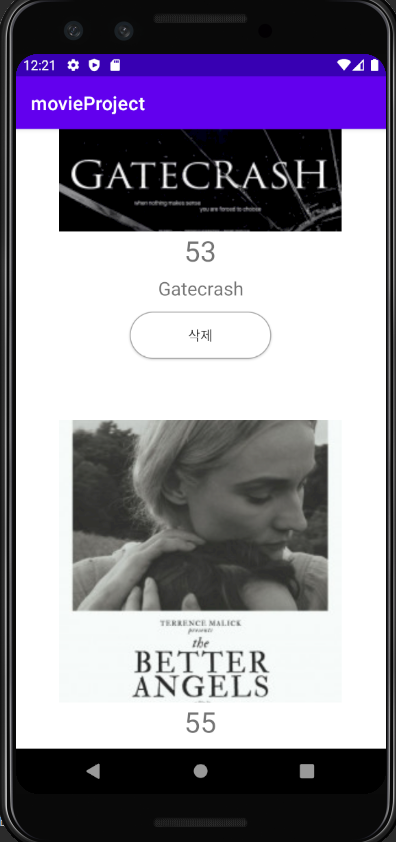 12:21
movieProject
GATECRASH
when nothing makes sense
you are forced to choose
53
Gatecrash
삭제
TERRENCE MALICK
presents
the
BETTER
ANGELS
55